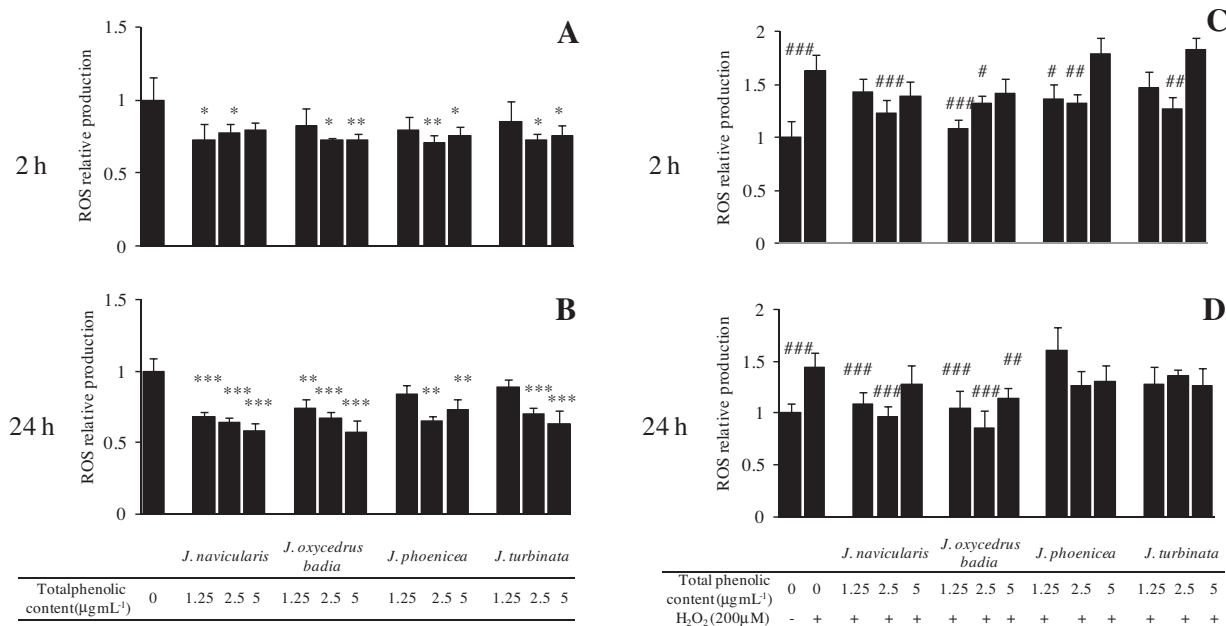 A
2 h
ROS relative production
1.5
1
0.5
0
* * * ** ** * * *
B
24 h
ROS relative production
1.5
1
0.5
0
*** *** *** ** *** *** ** ** *** ***
J. navicularis J. oxycedrus badia J. phoenicea J. turbinata
Totalphenolic content(µgmL-1) 0 1.25 2.5 5 1.25 2.5 5 1.25 2.5 5 1.25 2.5 5
C
2 h
ROS relative production
2
1.5
1
0.5
0
### ### ### # # ## ##
D
24 h
ROS relative production
2
1.5
1
0.5
0
### ### ### ### ### ##
J. navicularis J. oxycedrus badia J. phoenicea J. turbinata
Total phenolic content (µg mL-1) 0 0 1.25 2.5 5 1.25 2.5 5 1.25 2.5 5 1.25 2.5 5
H2O2 (200µM) - + + + + + + + + + + + + +